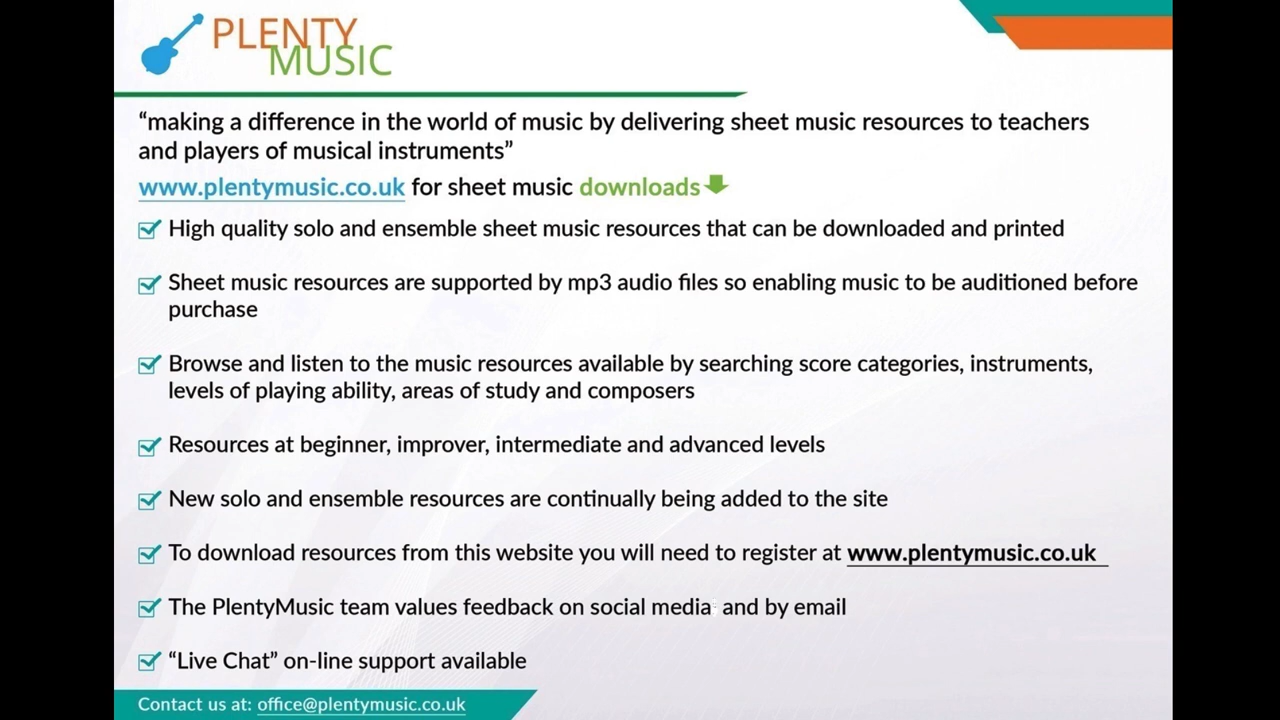 PLENTY
MUSIC
“making a difference in the world of music by delivering sheet music resources to teachers
and players of musical instruments”
www.plentymusic.co.uk for sheet music downloads
High quality solo and ensemble sheet music resources that can be downloaded and printed
Sheet music resources are supported by mp3 audio files so enabling music to be auditioned before
purchase
Browse and listen to the music resources available by searching score categories, instruments,
levels of playing ability, areas of study and composers
Resources at beginner, improver, intermediate and advanced levels
New solo and ensemble resources are continually being added to the site
To download resources from this website you will need to register at www.plentymusic.co.uk
The PlentyMusic team values feedback on social media and by email
“Live Chat” on-line support available
Contact us at: office@plentymusic.co.uk